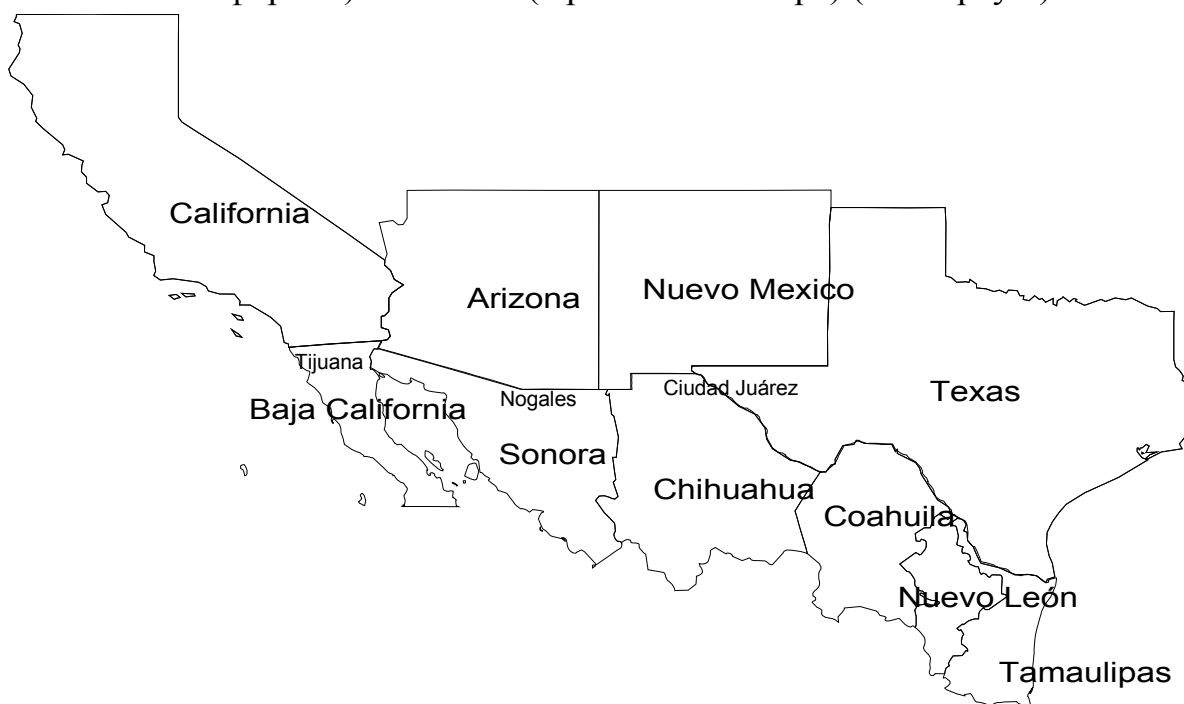 California
Arizona
Nuevo Mexico
Tijuana
Ciudad Juárez
Texas
Nogales
Baja California
Sonora
Chihuahua
Coahuila
Nuevo León
Tamaulipas